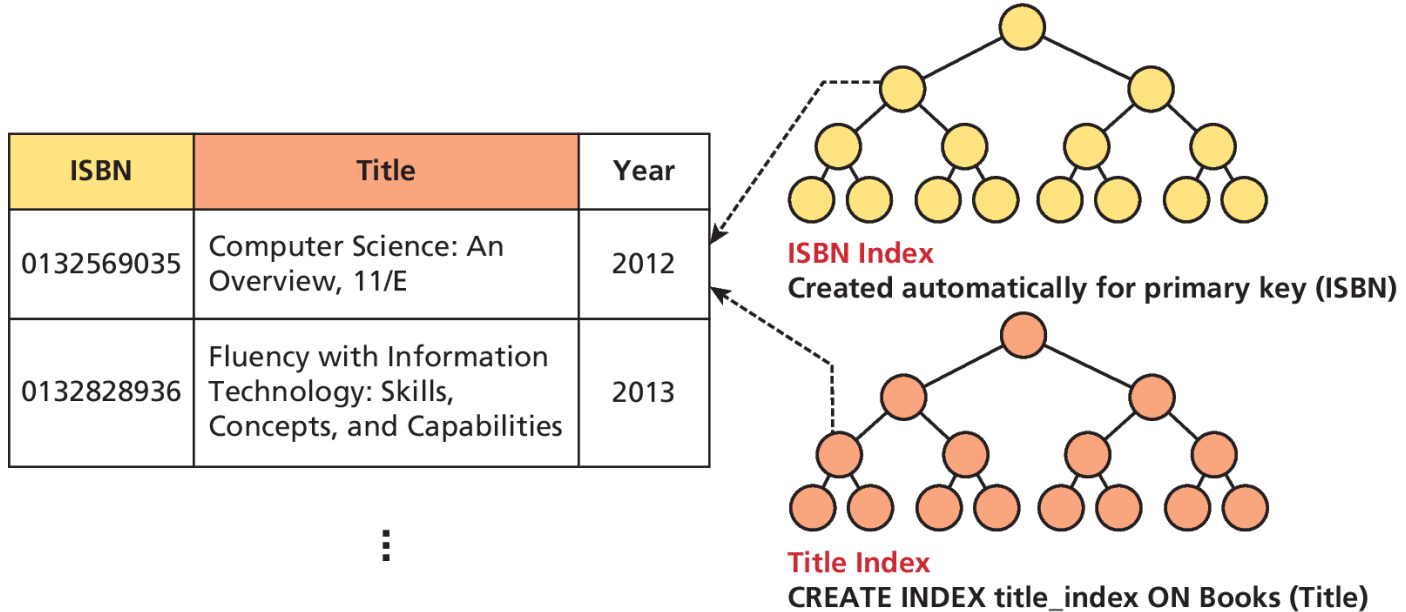 ISBN Title Year
0132569035
Computer Science: An
Overview, 11/E
2012
0132828936
Fluency with Information
Technology: Skills,
Concepts, and Capabilities
2013
ISBN Index
Created automatically for primary key (ISBN)
Title Index
CREATE INDEX title_index ON Books (Title)